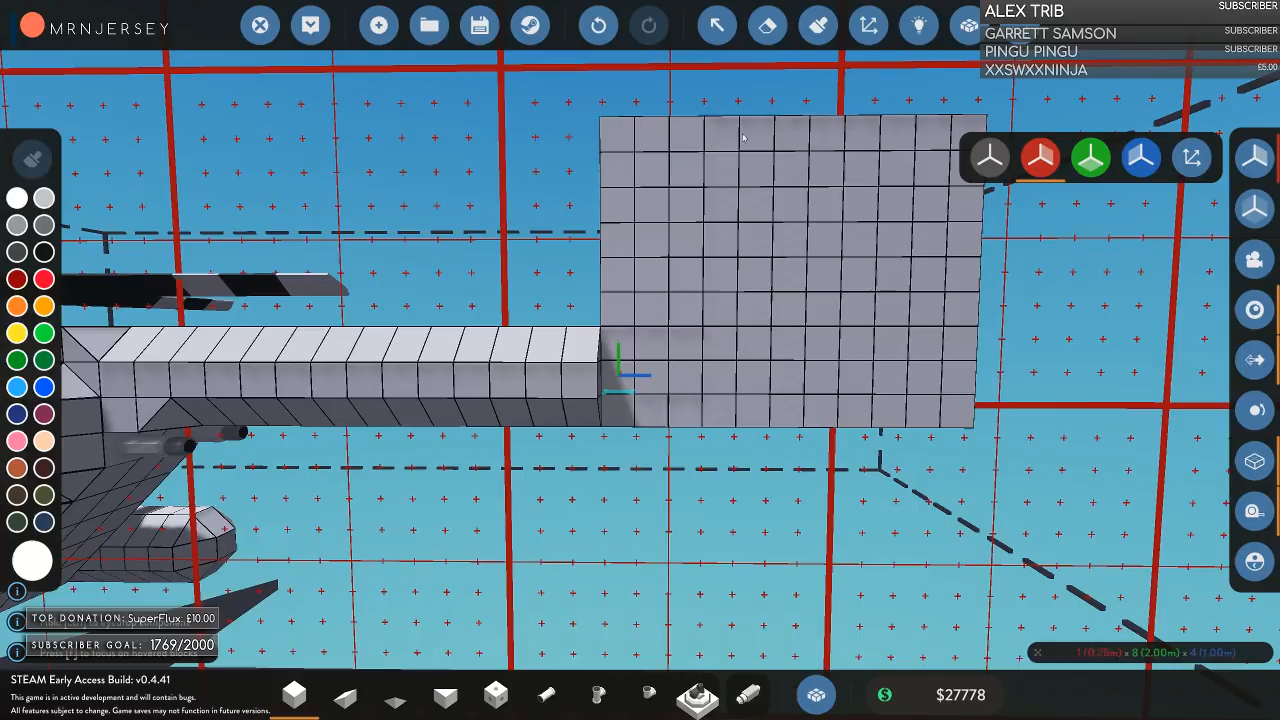 MRNJERSEY
ALEX TRIB SUBSCRIBER
GARRETT SAMSON SUBSCRIBER
PINGU PINGU SUBSCRIBER
XXSWXXNINJA £5.00
TOP DONATION: SuperFlux: £10.00
SUBSCRIBER GOAL: 1769/2000
1 (0.25m) x 8 (2.00m) x 4 (1.00m)
STEAM Early Access Build: v0.4.41
This game is in active development and will contain bugs.
All features subject to change. Game saves may not function in future versions.
$ $27778